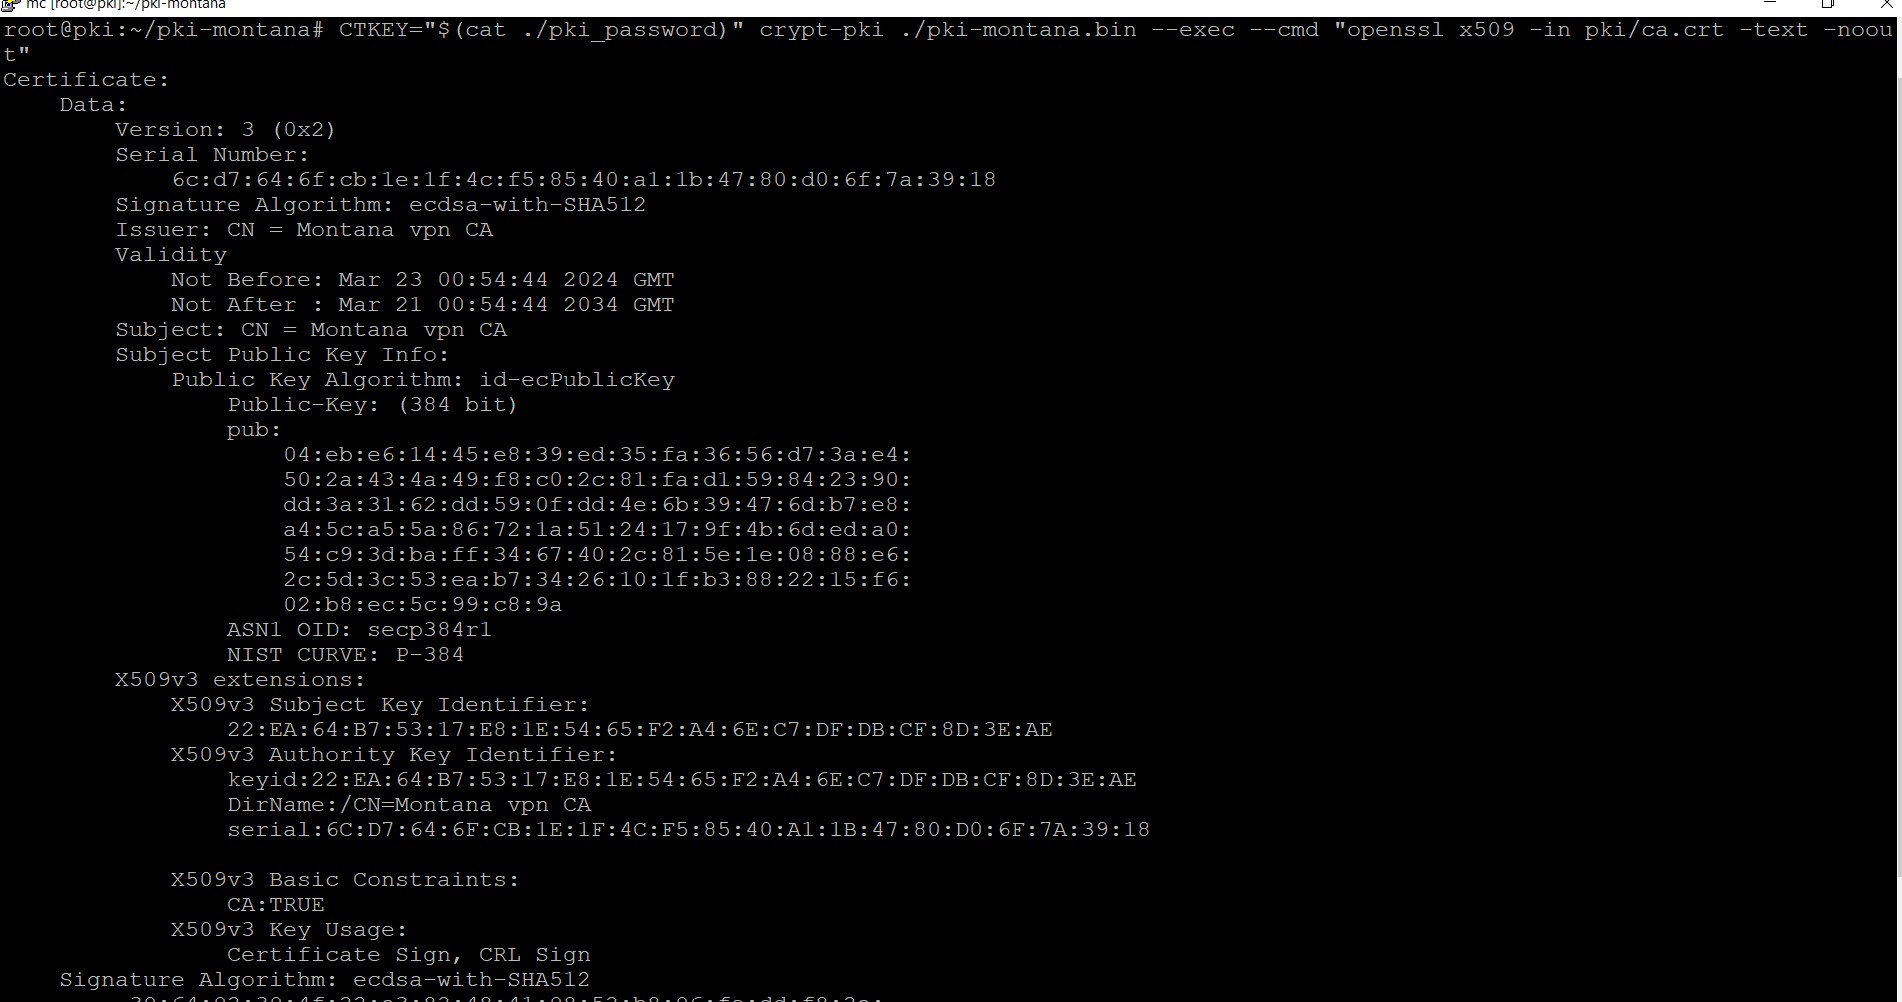 mc [root@pki]:~/pki-montana
root@pki:~/pki-montana# CTKEY="$(cat ./pki_password)" crypt-pki ./pki-montana.bin --exec --cmd "openssl x509 -in pki/ca.crt -text -noou
t"
Certificate:
    Data:
        Version: 3 (0x2)
        Serial Number:
            6c:d7:64:6f:cb:1e:1f:4c:f5:85:40:a1:1b:47:80:d0:6f:7a:39:18
        Signature Algorithm: ecdsa-with-SHA512
        Issuer: CN = Montana vpn CA
        Validity
            Not Before: Mar 23 00:54:44 2024 GMT
            Not After : Mar 21 00:54:44 2034 GMT
        Subject: CN = Montana vpn CA
        Subject Public Key Info:
            Public Key Algorithm: id-ecPublicKey
                Public-Key: (384 bit)
                pub:
                    04:eb:e6:14:45:e8:39:ed:35:fa:36:56:d7:3a:e4:
                    50:2a:43:4a:49:f8:c0:2c:81:fa:d1:59:84:23:90:
                    dd:3a:31:62:dd:59:0f:dd:4e:6b:39:47:6d:b7:e8:
                    a4:5c:a5:5a:86:72:1a:51:24:17:9f:4b:6d:ed:a0:
                    54:c9:3d:ba:ff:34:67:40:2c:81:5e:1e:08:88:e6:
                    2c:5d:3c:53:ea:b7:34:26:10:1f:b3:88:22:15:f6:
                    02:b8:ec:5c:99:c8:9a
                ASN1 OID: secp384r1
                NIST CURVE: P-384
        X509v3 extensions:
            X509v3 Subject Key Identifier:
                22:EA:64:B7:53:17:E8:1E:54:65:F2:A4:6E:C7:DF:DB:CF:8D:3E:AE
            X509v3 Authority Key Identifier:
                keyid:22:EA:64:B7:53:17:E8:1E:54:65:F2:A4:6E:C7:DF:DB:CF:8D:3E:AE
                DirName:/CN=Montana vpn CA
                serial:6C:D7:64:6F:CB:1E:1F:4C:F5:85:40:A1:1B:47:80:D0:6F:7A:39:18
            X509v3 Basic Constraints:
                CA:TRUE
            X509v3 Key Usage:
                Certificate Sign, CRL Sign
    Signature Algorithm: ecdsa-with-SHA512